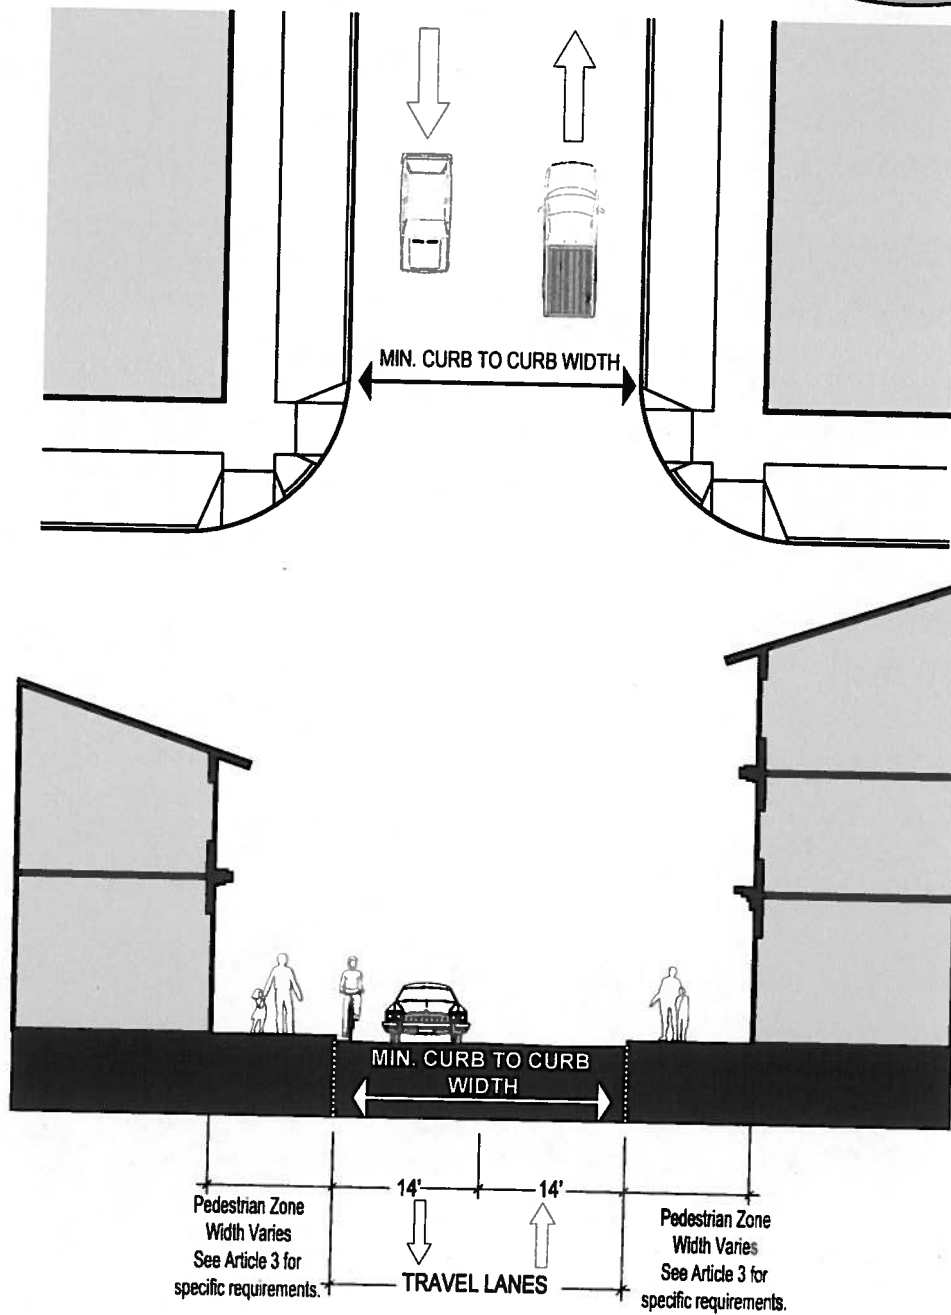 MIN. CURB TO CURB WIDTH
MIN. CURB TO CURB
WIDTH
14' 14'
Pedestrian Zone
Width Varies
See Article 3 for
specific requirements.
TRAVEL LANES
Pedestrian Zone
Width Varies
See Article 3 for
specific requirements.